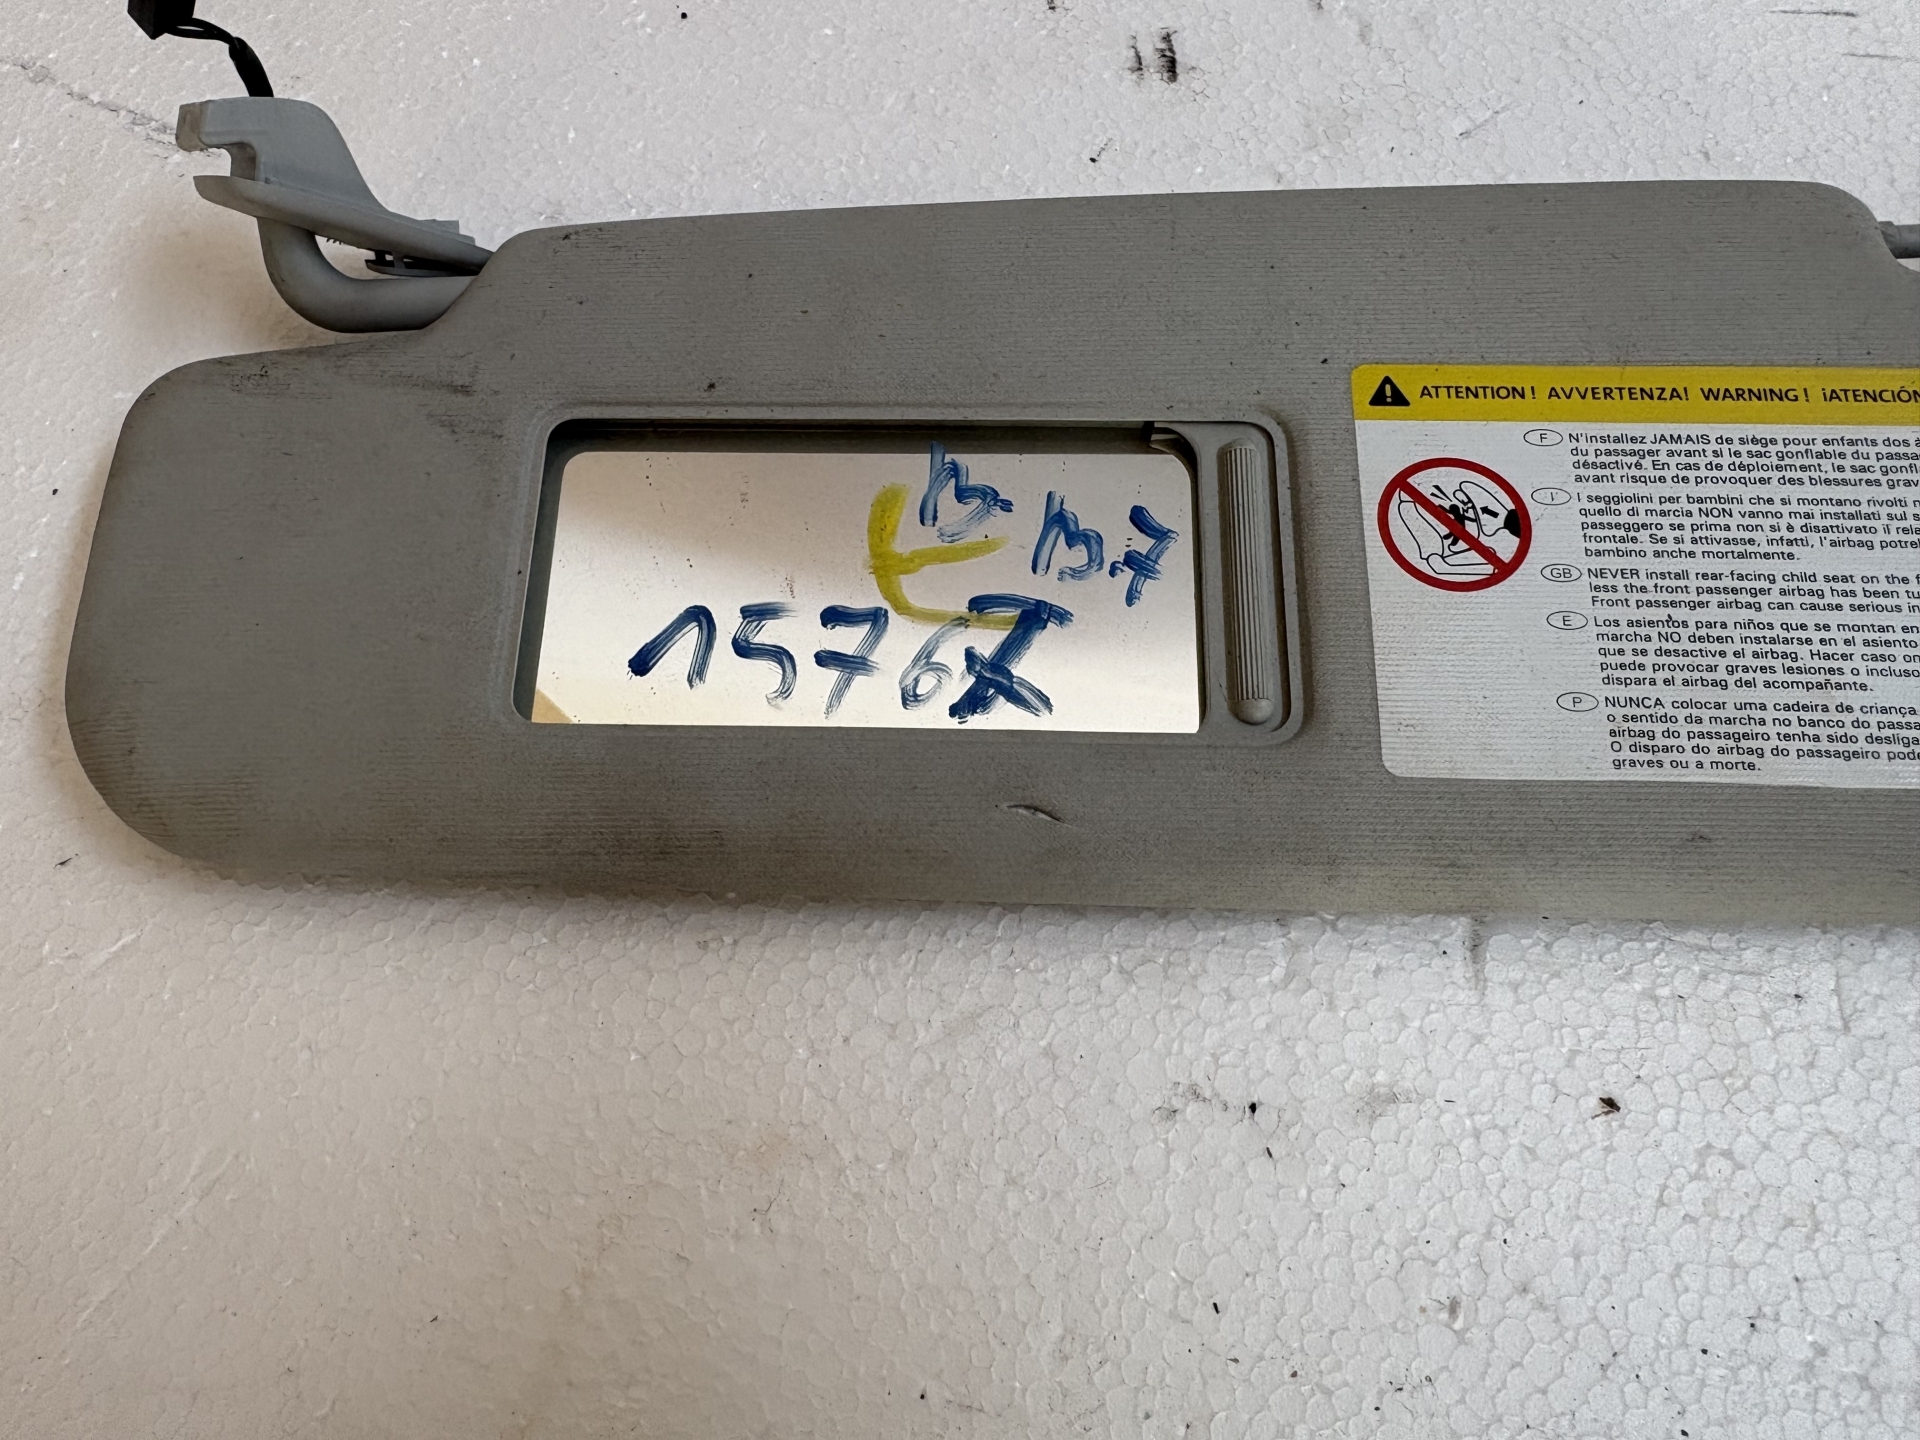 B.
B.7
1576
ATTENTION! AVVERTENZA! WARNING! ¡ATENCIÓN
F N'installez JAMAIS de siège pour enfants dos à
du passager avant si le sac gonflable du passa
désactivé. En cas de déploiement, le sac gonfl
avant risque de provoquer des blessures grav
I I seggiolini per bambini che si montano rivolti
quello di marcia NON vanno mai installati sul s
passeggero se prima non si è disattivato il rela
frontale. Se si attivasse, infatti, l'airbag potre
bambino anche mortalmente.
GB NEVER install rear-facing child seat on the f
less the front passenger airbag has been tu
Front passenger airbag can cause serious in
E Los asientos para niños que se montan en
marcha NO deben instalarse en el asiento
que se desactive el airbag. Hacer caso om
puede provocar graves lesiones o incluso
dispara el airbag del acompañante.
P NUNCA colocar uma cadeira de criança
o sentido da marcha no banco do passa
airbag do passageiro tenha sido desliga
O disparo do airbag do passageiro pode
graves ou a morte.